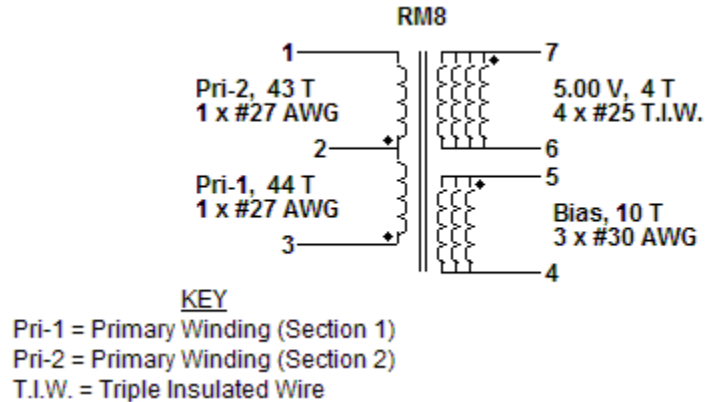 RM8
1
Pri-2, 43 T
1 x #27 AWG
2
Pri-1, 44 T
1 x #27 AWG
3
7
5.00 V, 4 T
4 x #25 T.I.W.
6
5
Bias, 10 T
3 x #30 AWG
4
KEY
Pri-1 = Primary Winding (Section 1)
Pri-2 = Primary Winding (Section 2)
T.I.W. = Triple Insulated Wire